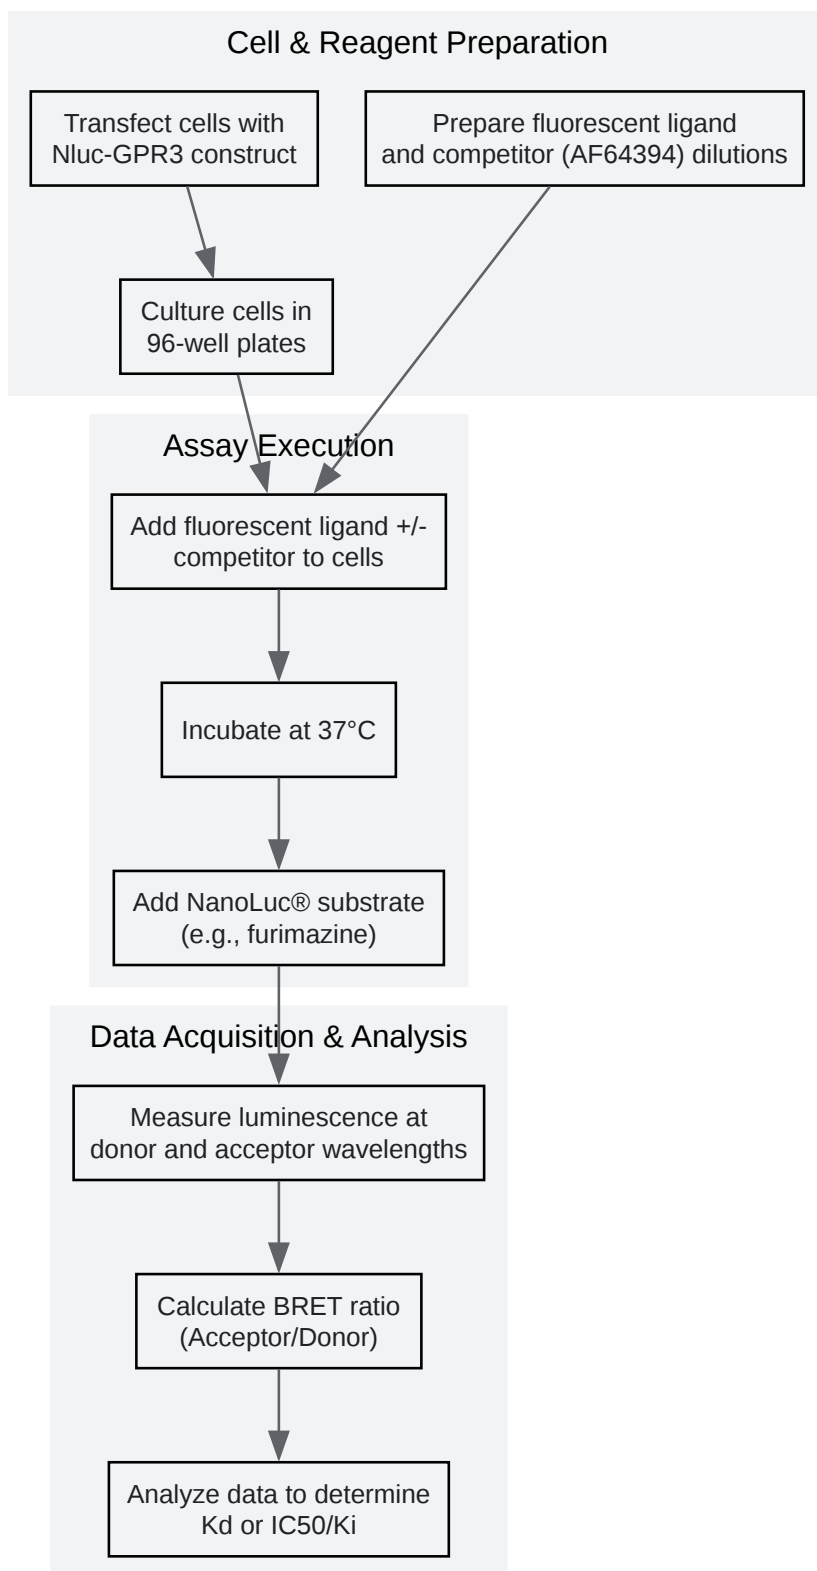 Cell & Reagent Preparation
Transfect cells with
Nluc-GPR3 construct
Prepare fluorescent ligand
and competitor (AF64394) dilutions
Culture cells in
96-well plates
Assay Execution
Add fluorescent ligand +/-
competitor to cells
Incubate at 37°C
Add NanoLuc® substrate
(e.g., furimazine)
Data Acquisition & Analysis
Measure luminescence at
donor and acceptor wavelengths
Calculate BRET ratio
(Acceptor/Donor)
Analyze data to determine
Kd or IC50/Ki